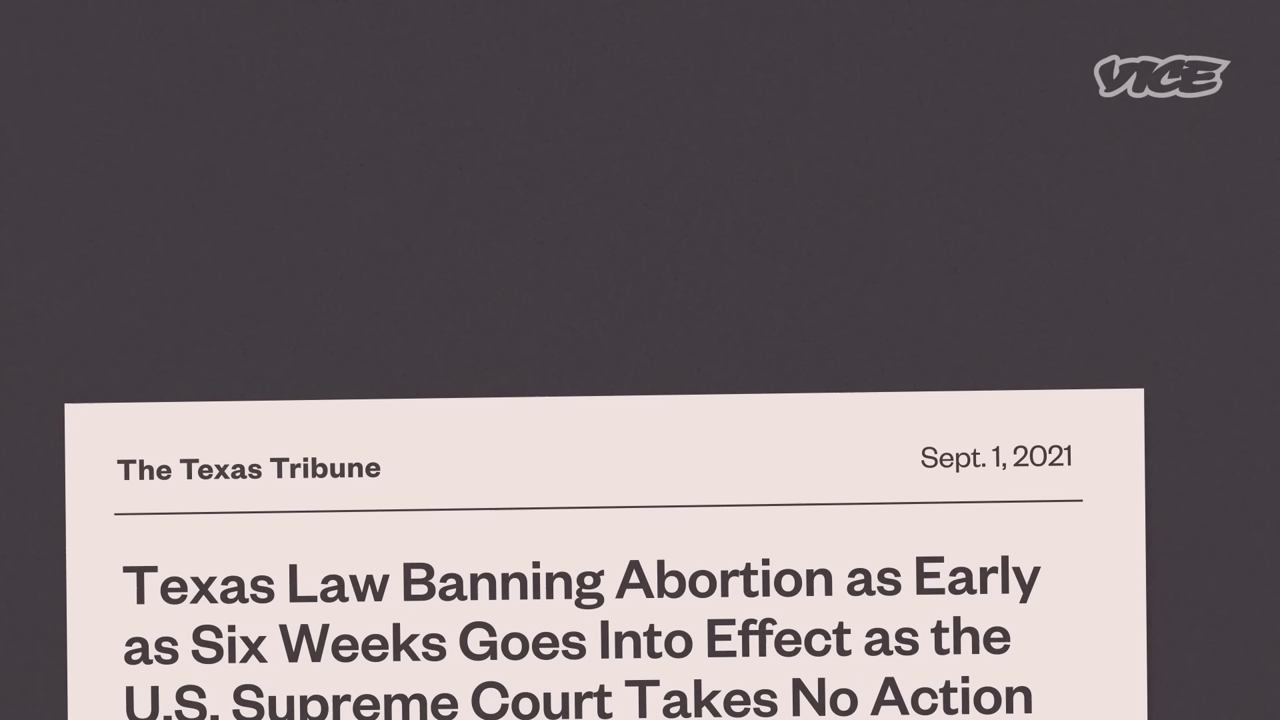 VICE
The Texas Tribune
Sept. 1, 2021
Texas Law Banning Abortion as Early
as Six Weeks Goes Into Effect as the
U.S. Supreme Court Takes No Action